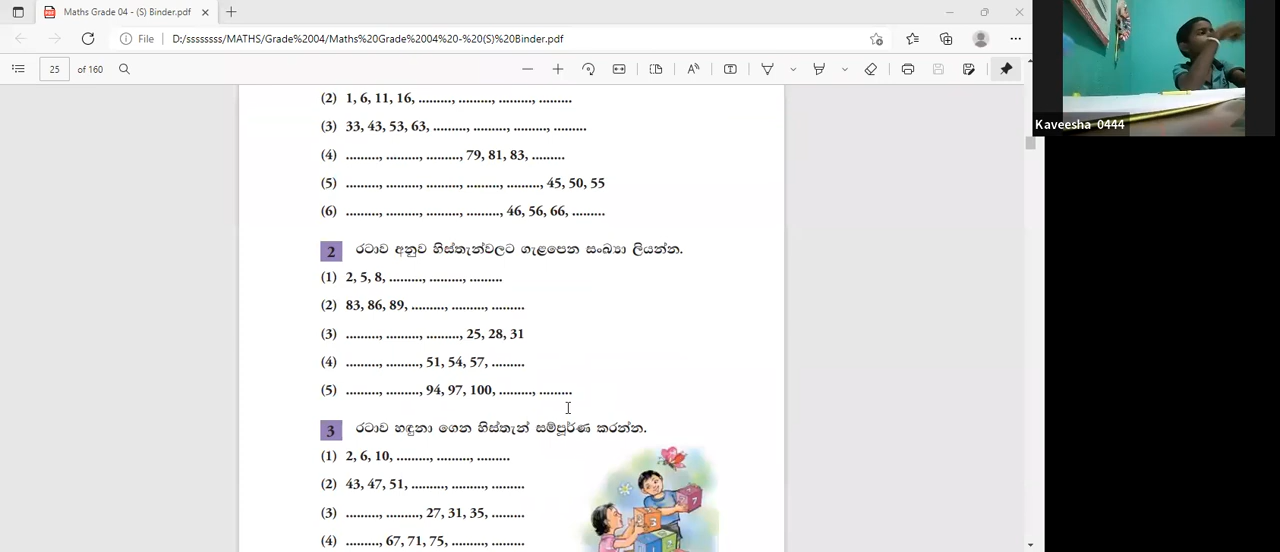 Maths Grade 04 - (S) Binder.pdf
File D:/ssssssss/MATHS/Grade%2004/Maths%20Grade%2004%20-%20(S)%20Binder.pdf
25 of 160
(2) 1, 6, 11, 16, ........., ........., ........., .........
(3) 33, 43, 53, 63, ........., ........., ........., .........
(4) ........., ........., ........., 79, 81, 83, .........
(5) ........., ........., ........., ........., ........., 45, 50, 55
(6) ........., ........., ........., ........., 46, 56, 66, .........
2 රටාව අනුව හිස්තැන්වලට ගැළපෙන සංඛ්‍යා ලියන්න.
(1) 2, 5, 8, ........., ........., .........
(2) 83, 86, 89, ........., ........., .........
(3) ........., ........., ........., 25, 28, 31
(4) ........., ........., 51, 54, 57, .........
(5) ........., ........., 94, 97, 100, ........., .........
3 රටාව හඳුනා ගෙන හිස්තැන් සම්පූර්ණ කරන්න.
(1) 2, 6, 10, ........., ........., .........
(2) 43, 47, 51, ........., ........., .........
(3) ........., ........., 27, 31, 35, .........
(4) ........., 67, 71, 75, ........., .........
7
3
1
Kaveesha 0444